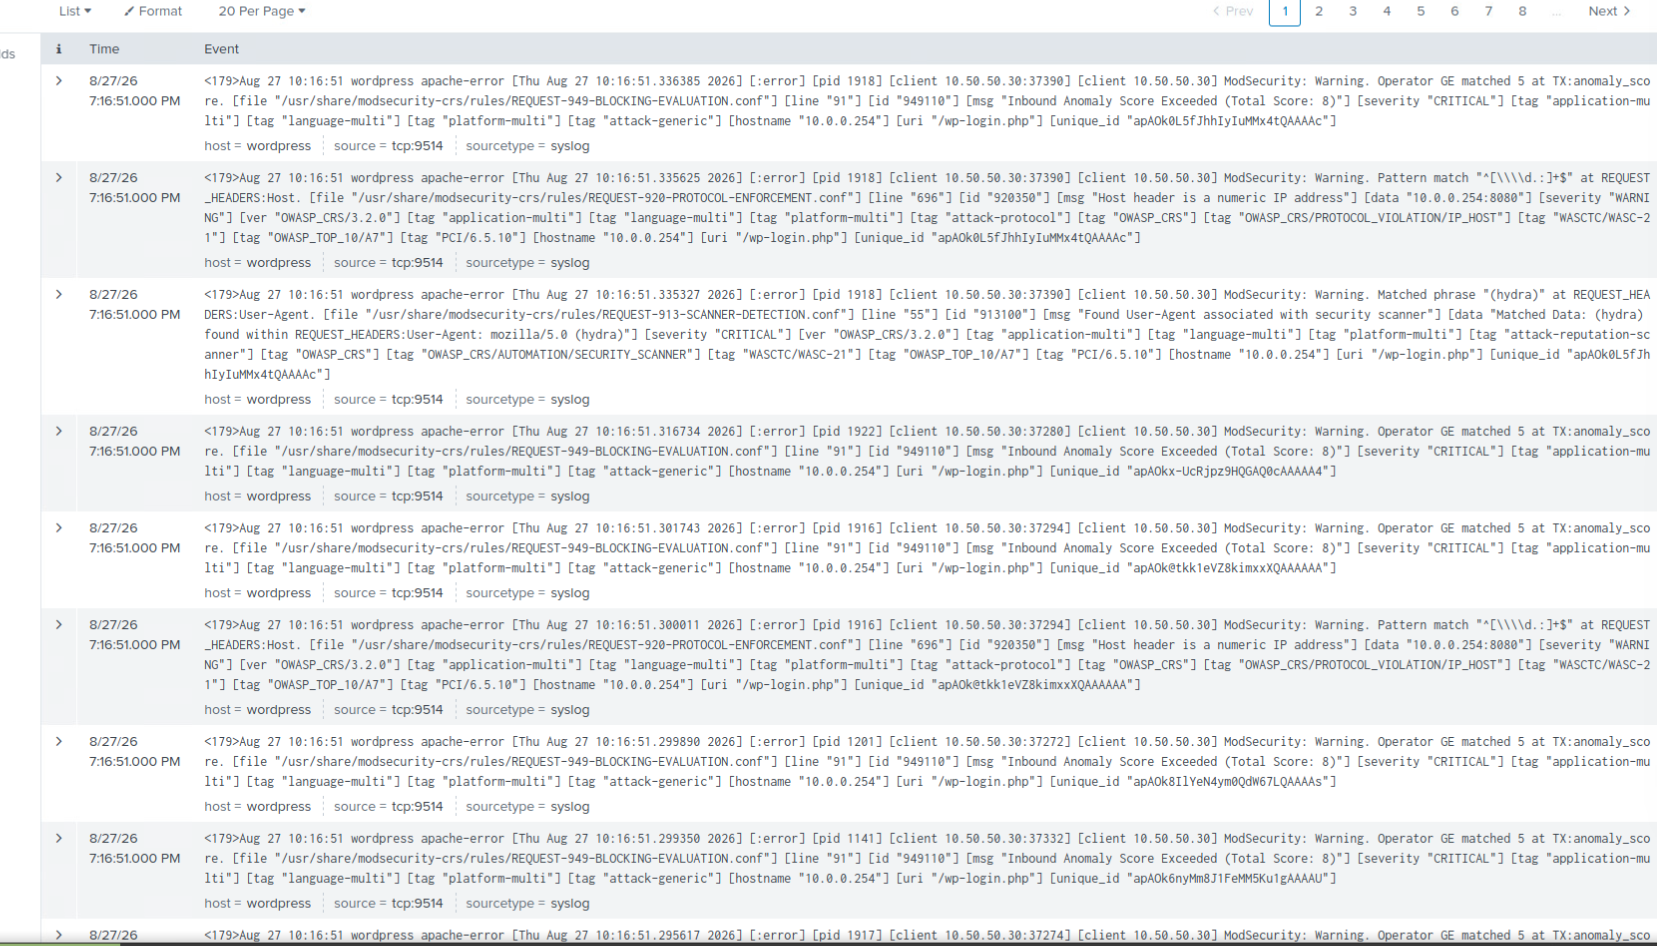 List ▾ Format 20 Per Page ▾ < Prev 1 2 3 4 5 6 7 8 ... Next >
lds
i Time Event
> 8/27/26 <179>Aug 27 10:16:51 wordpress apache-error [Thu Aug 27 10:16:51.336385 2026] [:error] [pid 1918] [client 10.50.50.30:37390] [client 10.50.50.30] ModSecurity: Warning. Operator GE matched 5 at TX:anomaly_sco
7:16:51.000 PM re. [file "/usr/share/modsecurity-crs/rules/REQUEST-949-BLOCKING-EVALUATION.conf"] [line "91"] [id "949110"] [msg "Inbound Anomaly Score Exceeded (Total Score: 8)"] [severity "CRITICAL"] [tag "application-mu
lti"] [tag "language-multi"] [tag "platform-multi"] [tag "attack-generic"] [hostname "10.0.0.254"] [uri "/wp-login.php"] [unique_id "apAOk0L5fJhhIyIuMMx4tQAAAAc"]
host = wordpress source = tcp:9514 sourcetype = syslog
> 8/27/26 <179>Aug 27 10:16:51 wordpress apache-error [Thu Aug 27 10:16:51.335625 2026] [:error] [pid 1918] [client 10.50.50.30:37390] [client 10.50.50.30] ModSecurity: Warning. Pattern match "^[\\\\d.:]+$" at REQUEST
7:16:51.000 PM _HEADERS:Host. [file "/usr/share/modsecurity-crs/rules/REQUEST-920-PROTOCOL-ENFORCEMENT.conf"] [line "696"] [id "920350"] [msg "Host header is a numeric IP address"] [data "10.0.0.254:8080"] [severity "WARNI
NG"] [ver "OWASP_CRS/3.2.0"] [tag "application-multi"] [tag "language-multi"] [tag "platform-multi"] [tag "attack-protocol"] [tag "OWASP_CRS"] [tag "OWASP_CRS/PROTOCOL_VIOLATION/IP_HOST"] [tag "WASCTC/WASC-2
1"] [tag "OWASP_TOP_10/A7"] [tag "PCI/6.5.10"] [hostname "10.0.0.254"] [uri "/wp-login.php"] [unique_id "apAOk0L5fJhhIyIuMMx4tQAAAAc"]
host = wordpress source = tcp:9514 sourcetype = syslog
> 8/27/26 <179>Aug 27 10:16:51 wordpress apache-error [Thu Aug 27 10:16:51.335327 2026] [:error] [pid 1918] [client 10.50.50.30:37390] [client 10.50.50.30] ModSecurity: Warning. Matched phrase "(hydra)" at REQUEST_HEA
7:16:51.000 PM DERS:User-Agent. [file "/usr/share/modsecurity-crs/rules/REQUEST-913-SCANNER-DETECTION.conf"] [line "55"] [id "913100"] [msg "Found User-Agent associated with security scanner"] [data "Matched Data: (hydra)
found within REQUEST_HEADERS:User-Agent: mozilla/5.0 (hydra)"] [severity "CRITICAL"] [ver "OWASP_CRS/3.2.0"] [tag "application-multi"] [tag "language-multi"] [tag "platform-multi"] [tag "attack-reputation-sc
anner"] [tag "OWASP_CRS"] [tag "OWASP_CRS/AUTOMATION/SECURITY_SCANNER"] [tag "WASCTC/WASC-21"] [tag "OWASP_TOP_10/A7"] [tag "PCI/6.5.10"] [hostname "10.0.0.254"] [uri "/wp-login.php"] [unique_id "apAOk0L5fJh
hIyIuMMx4tQAAAAc"]
host = wordpress source = tcp:9514 sourcetype = syslog
> 8/27/26 <179>Aug 27 10:16:51 wordpress apache-error [Thu Aug 27 10:16:51.316734 2026] [:error] [pid 1922] [client 10.50.50.30:37280] [client 10.50.50.30] ModSecurity: Warning. Operator GE matched 5 at TX:anomaly_sco
7:16:51.000 PM re. [file "/usr/share/modsecurity-crs/rules/REQUEST-949-BLOCKING-EVALUATION.conf"] [line "91"] [id "949110"] [msg "Inbound Anomaly Score Exceeded (Total Score: 8)"] [severity "CRITICAL"] [tag "application-mu
lti"] [tag "language-multi"] [tag "platform-multi"] [tag "attack-generic"] [hostname "10.0.0.254"] [uri "/wp-login.php"] [unique_id "apAOkx-UcRjpz9HQGAQ0cAAAAA4"]
host = wordpress source = tcp:9514 sourcetype = syslog
> 8/27/26 <179>Aug 27 10:16:51 wordpress apache-error [Thu Aug 27 10:16:51.301743 2026] [:error] [pid 1916] [client 10.50.50.30:37294] [client 10.50.50.30] ModSecurity: Warning. Operator GE matched 5 at TX:anomaly_sco
7:16:51.000 PM re. [file "/usr/share/modsecurity-crs/rules/REQUEST-949-BLOCKING-EVALUATION.conf"] [line "91"] [id "949110"] [msg "Inbound Anomaly Score Exceeded (Total Score: 8)"] [severity "CRITICAL"] [tag "application-mu
lti"] [tag "language-multi"] [tag "platform-multi"] [tag "attack-generic"] [hostname "10.0.0.254"] [uri "/wp-login.php"] [unique_id "apAOk@tkk1eVZ8kimxxXQAAAAAA"]
host = wordpress source = tcp:9514 sourcetype = syslog
> 8/27/26 <179>Aug 27 10:16:51 wordpress apache-error [Thu Aug 27 10:16:51.300011 2026] [:error] [pid 1916] [client 10.50.50.30:37294] [client 10.50.50.30] ModSecurity: Warning. Pattern match "^[\\\\d.:]+$" at REQUEST
7:16:51.000 PM _HEADERS:Host. [file "/usr/share/modsecurity-crs/rules/REQUEST-920-PROTOCOL-ENFORCEMENT.conf"] [line "696"] [id "920350"] [msg "Host header is a numeric IP address"] [data "10.0.0.254:8080"] [severity "WARNI
NG"] [ver "OWASP_CRS/3.2.0"] [tag "application-multi"] [tag "language-multi"] [tag "platform-multi"] [tag "attack-protocol"] [tag "OWASP_CRS"] [tag "OWASP_CRS/PROTOCOL_VIOLATION/IP_HOST"] [tag "WASCTC/WASC-2
1"] [tag "OWASP_TOP_10/A7"] [tag "PCI/6.5.10"] [hostname "10.0.0.254"] [uri "/wp-login.php"] [unique_id "apAOk@tkk1eVZ8kimxxXQAAAAAA"]
host = wordpress source = tcp:9514 sourcetype = syslog
> 8/27/26 <179>Aug 27 10:16:51 wordpress apache-error [Thu Aug 27 10:16:51.299890 2026] [:error] [pid 1201] [client 10.50.50.30:37272] [client 10.50.50.30] ModSecurity: Warning. Operator GE matched 5 at TX:anomaly_sco
7:16:51.000 PM re. [file "/usr/share/modsecurity-crs/rules/REQUEST-949-BLOCKING-EVALUATION.conf"] [line "91"] [id "949110"] [msg "Inbound Anomaly Score Exceeded (Total Score: 8)"] [severity "CRITICAL"] [tag "application-mu
lti"] [tag "language-multi"] [tag "platform-multi"] [tag "attack-generic"] [hostname "10.0.0.254"] [uri "/wp-login.php"] [unique_id "apAOk8IlYeN4ym0QdW67LQAAAAs"]
host = wordpress source = tcp:9514 sourcetype = syslog
> 8/27/26 <179>Aug 27 10:16:51 wordpress apache-error [Thu Aug 27 10:16:51.299350 2026] [:error] [pid 1141] [client 10.50.50.30:37332] [client 10.50.50.30] ModSecurity: Warning. Operator GE matched 5 at TX:anomaly_sco
7:16:51.000 PM re. [file "/usr/share/modsecurity-crs/rules/REQUEST-949-BLOCKING-EVALUATION.conf"] [line "91"] [id "949110"] [msg "Inbound Anomaly Score Exceeded (Total Score: 8)"] [severity "CRITICAL"] [tag "application-mu
lti"] [tag "language-multi"] [tag "platform-multi"] [tag "attack-generic"] [hostname "10.0.0.254"] [uri "/wp-login.php"] [unique_id "apAOk6nyMm8J1FeMM5Ku1gAAAAU"]
host = wordpress source = tcp:9514 sourcetype = syslog
> 8/27/26 <179>Aug 27 10:16:51 wordpress apache-error [Thu Aug 27 10:16:51.295617 2026] [:error] [pid 1917] [client 10.50.50.30:37274] [client 10.50.50.30] ModSecurity: Warning. Operator GE matched 5 at TX:anomaly_sco